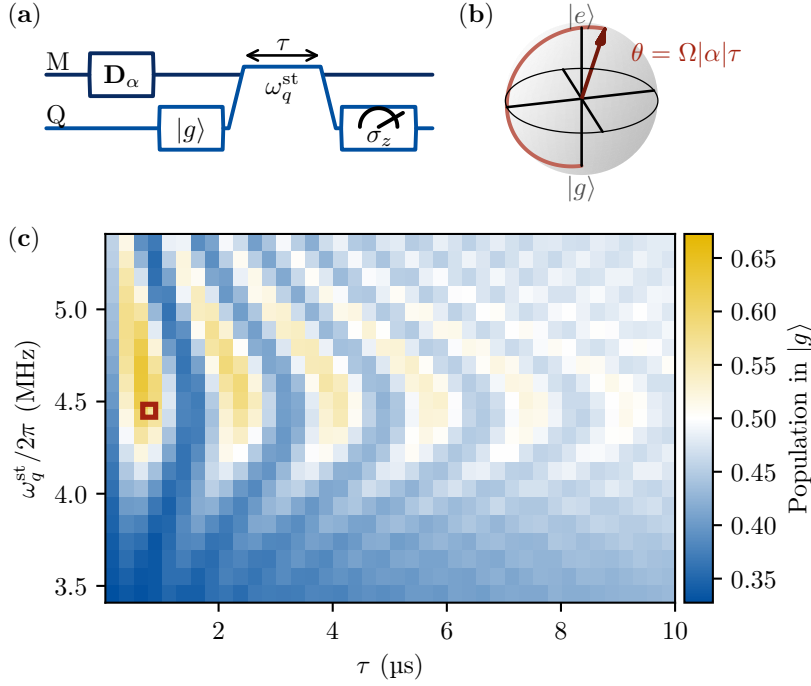 (a)
M
D_α
τ
ω_q^st
Q
|g⟩
σ_z
(b)
|e⟩
θ = Ω|α|τ
|g⟩
(c)
5.0
4.5
4.0
3.5
ω_q^st/2π (MHz)
2
4
6
8
10
τ (µs)
0.65
0.60
0.55
0.50
0.45
0.40
0.35
Population in |g⟩